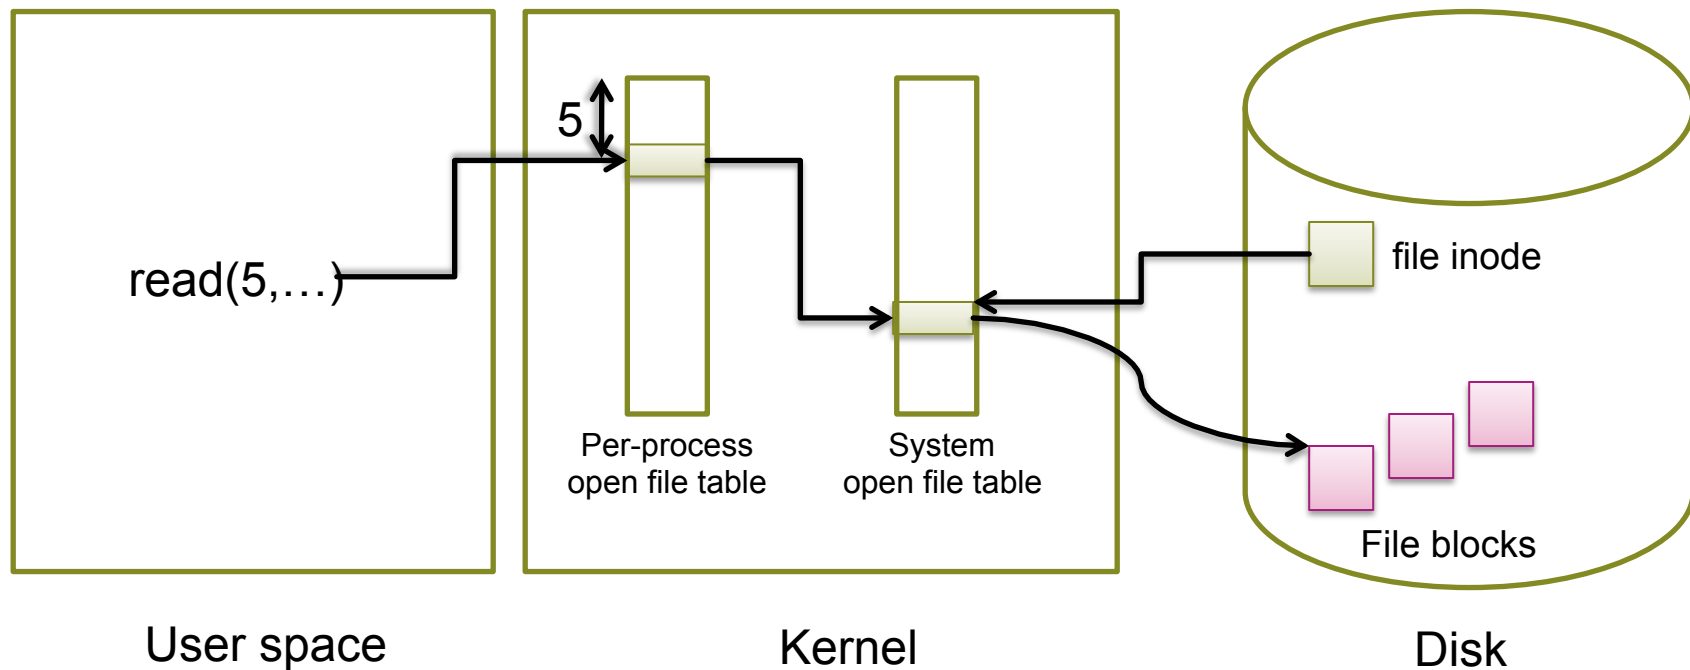 5
read(5,…)
Per-process
open file table
System
open file table
file inode
File blocks
User space
Kernel
Disk